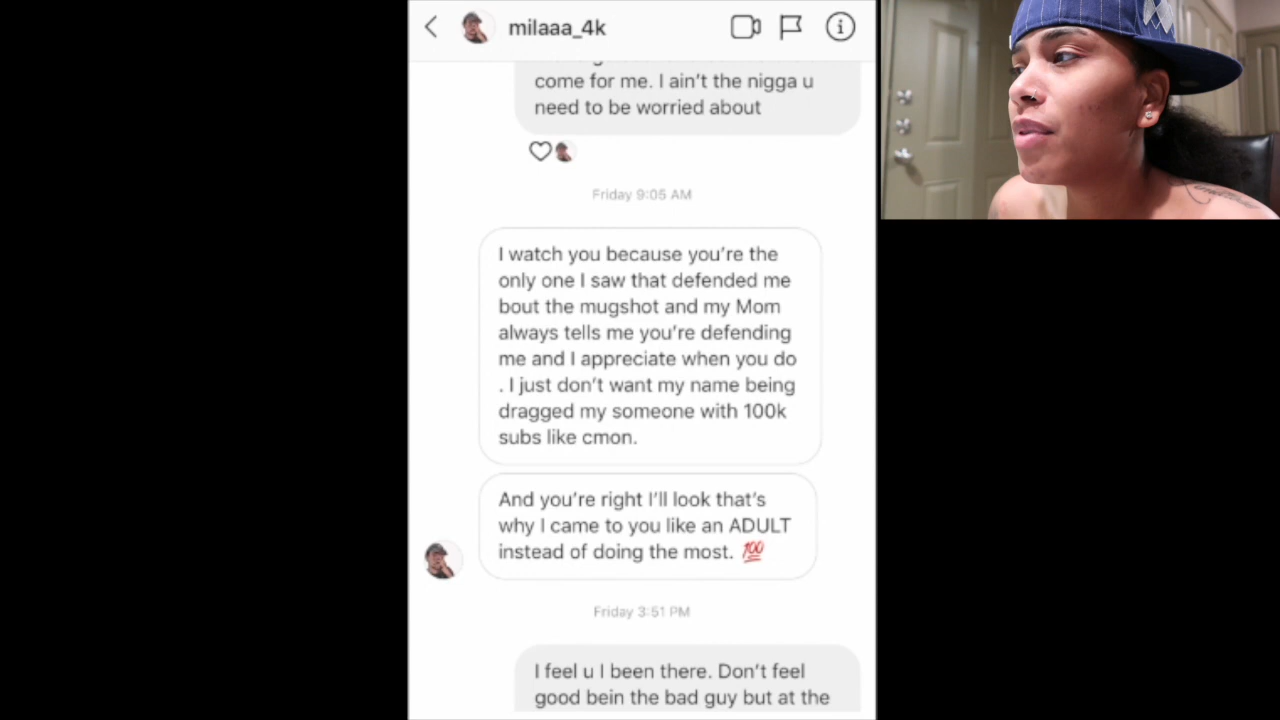 milaaa_4k
come for me. I ain't the nigga u
need to be worried about
Friday 9:05 AM
I watch you because you're the
only one I saw that defended me
bout the mugshot and my Mom
always tells me you're defending
me and I appreciate when you do
. I just don't want my name being
dragged my someone with 100k
subs like cmon.
And you're right I'll look that's
why I came to you like an ADULT
instead of doing the most. 💯
Friday 3:51 PM
I feel u I been there. Don't feel
good bein the bad guy but at the